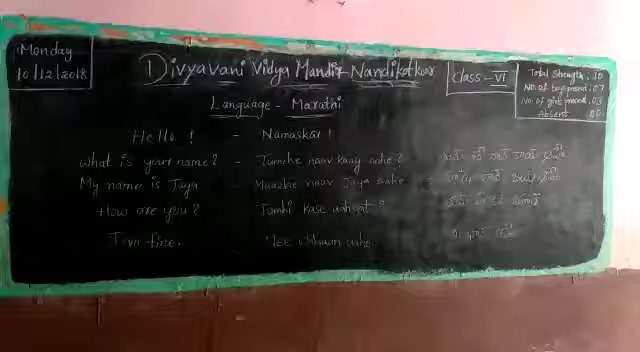 Monday
10/12/2018
Divyavani Vidya Mandir Nandikotkur
Class - VI
Total Strength : 10
No. of boys present : 07
No. of girls present : 03
Absent : 00
Language - Marathi
Hello! - Namaskar!
What is your name? - Tumche naav kaay aahe?
My name is Jaya - Maazhe naav Jaya aahe
How are you? - Tumhi kase aahat?
I'm fine. - Mee chhaan aahe.